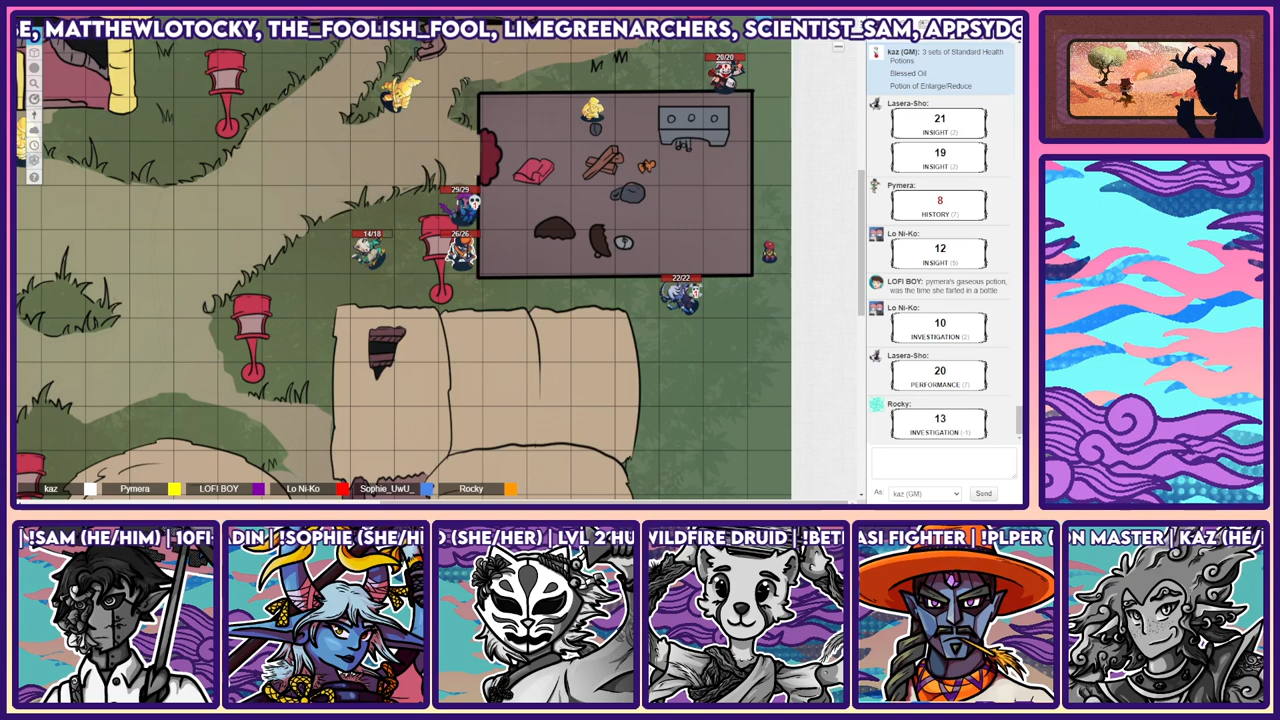 E, MATTHEWLOTOCKY, THE_FOOLISH_FOOL, LIMEGREENARCHERS, SCIENTIST_SAM, APPSYDO
20/20
29/29
14/18
26/26
22/22
kaz (GM): 3 sets of Standard Health
Potions
Blessed Oil
Potion of Enlarge/Reduce
Lasera-Sho:
21
INSIGHT (2)
19
INSIGHT (2)
Pymera:
8
HISTORY (7)
Lo Ni-Ko:
12
INSIGHT (5)
LOFI BOY: pymera's gaseous potion,
was the time she farted in a bottle
Lo Ni-Ko:
10
INVESTIGATION (2)
Lasera-Sho:
20
PERFORMANCE (7)
Rocky:
13
INVESTIGATION (-1)
As: kaz (GM) Send
kaz Pymera LOFI BOY Lo Ni-Ko Sophie_UwU_ Rocky
!SAM (HE/HIM) | 10FI
DIN | !SOPHIE (SHE/HE
(SHE/HER) | LVL 2 HU
WILDFIRE DRUID | !BETH
ASI FIGHTER | !PLPER (
ON MASTER | KAZ (HE/